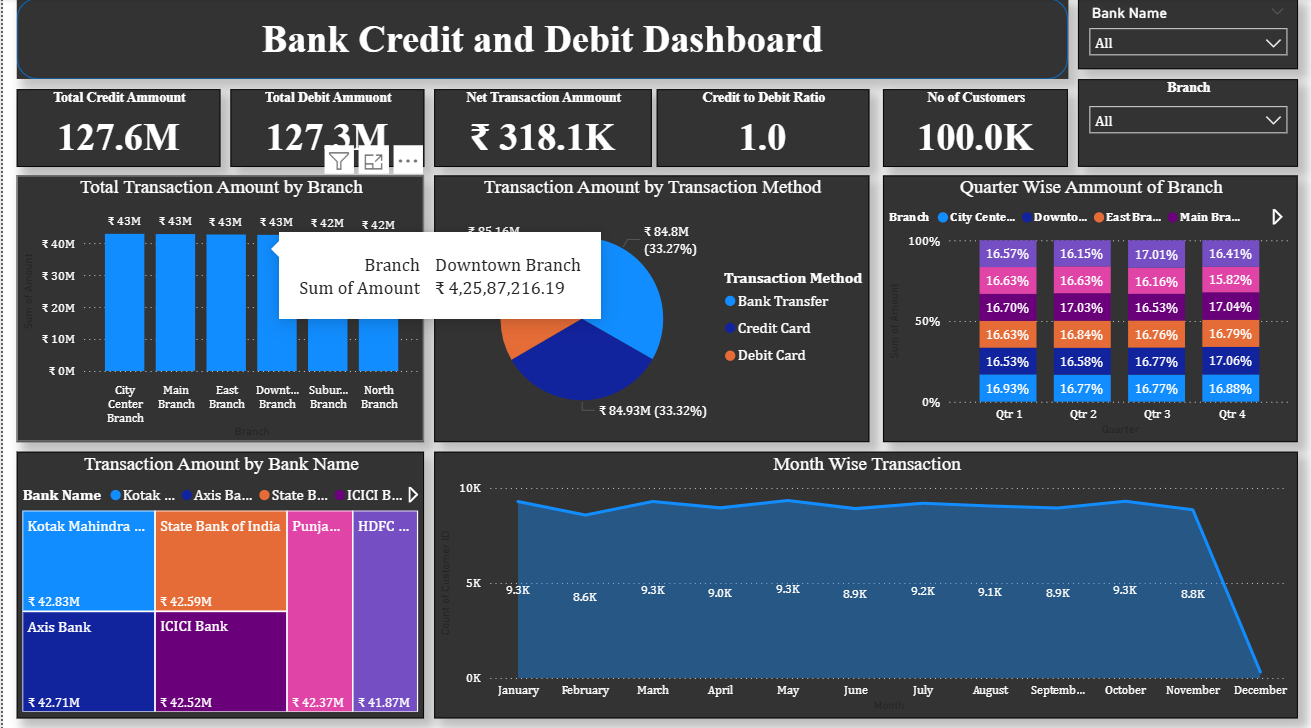 Bank Credit and Debit Dashboard
Bank Name
All
Branch
All
Total Credit Ammount
127.6M
Total Debit Ammuont
127.3M
Net Transaction Ammount
₹ 318.1K
Credit to Debit Ratio
1.0
No of Customers
100.0K
Total Transaction Amount by Branch
₹ 43M ₹ 43M ₹ 43M ₹ 43M ₹ 42M ₹ 42M
₹ 40M
₹ 30M
₹ 20M
₹ 10M
₹ 0M
Sum of Amount
City Center Branch
Main Branch
East Branch
Downt... Branch
Subur... Branch
North Branch
Branch
Branch Downtown Branch
Sum of Amount ₹ 4,25,87,216.19
Transaction Amount by Transaction Method
₹ 85.16M
₹ 84.8M
(33.27%)
₹ 84.93M (33.32%)
Transaction Method
Bank Transfer
Credit Card
Debit Card
Quarter Wise Ammount of Branch
Branch City Cente... Downto... East Bra... Main Bra...
100%
50%
0%
Sum of Amount
16.57% 16.15% 17.01% 16.41%
16.63% 16.63% 16.16% 15.82%
16.70% 17.03% 16.53% 17.04%
16.63% 16.84% 16.76% 16.79%
16.53% 16.58% 16.77% 17.06%
16.93% 16.77% 16.77% 16.88%
Qtr 1 Qtr 2 Qtr 3 Qtr 4
Quarter
Transaction Amount by Bank Name
Bank Name Kotak ... Axis Ba... State B... ICICI B...
Kotak Mahindra ...
₹ 42.83M
State Bank of India
₹ 42.59M
Punja...
₹ 42.37M
HDFC ...
₹ 41.87M
Axis Bank
₹ 42.71M
ICICI Bank
₹ 42.52M
Month Wise Transaction
10K
5K
0K
Count of Customer ID
9.3K 8.6K 9.3K 9.0K 9.3K 8.9K 9.2K 9.1K 8.9K 9.3K 8.8K
January February March April May June July August Septemb... October November December
Month